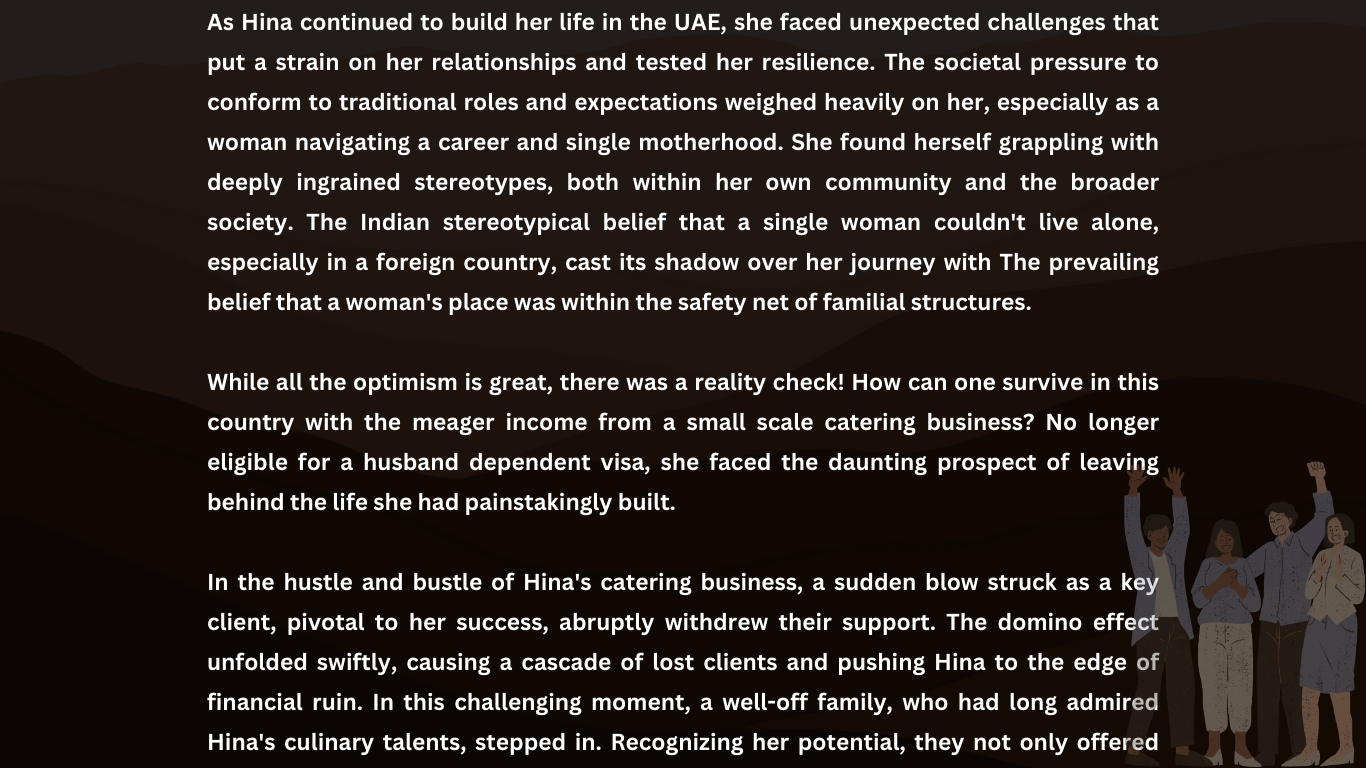 As Hina continued to build her life in the UAE, she faced unexpected challenges that
put a strain on her relationships and tested her resilience. The societal pressure to
conform to traditional roles and expectations weighed heavily on her, especially as a
woman navigating a career and single motherhood. She found herself grappling with
deeply ingrained stereotypes, both within her own community and the broader
society. The Indian stereotypical belief that a single woman couldn't live alone,
especially in a foreign country, cast its shadow over her journey with The prevailing
belief that a woman's place was within the safety net of familial structures.
While all the optimism is great, there was a reality check! How can one survive in this
country with the meager income from a small scale catering business? No longer
eligible for a husband dependent visa, she faced the daunting prospect of leaving
behind the life she had painstakingly built.
In the hustle and bustle of Hina's catering business, a sudden blow struck as a key
client, pivotal to her success, abruptly withdrew their support. The domino effect
unfolded swiftly, causing a cascade of lost clients and pushing Hina to the edge of
financial ruin. In this challenging moment, a well-off family, who had long admired
Hina's culinary talents, stepped in. Recognizing her potential, they not only offered